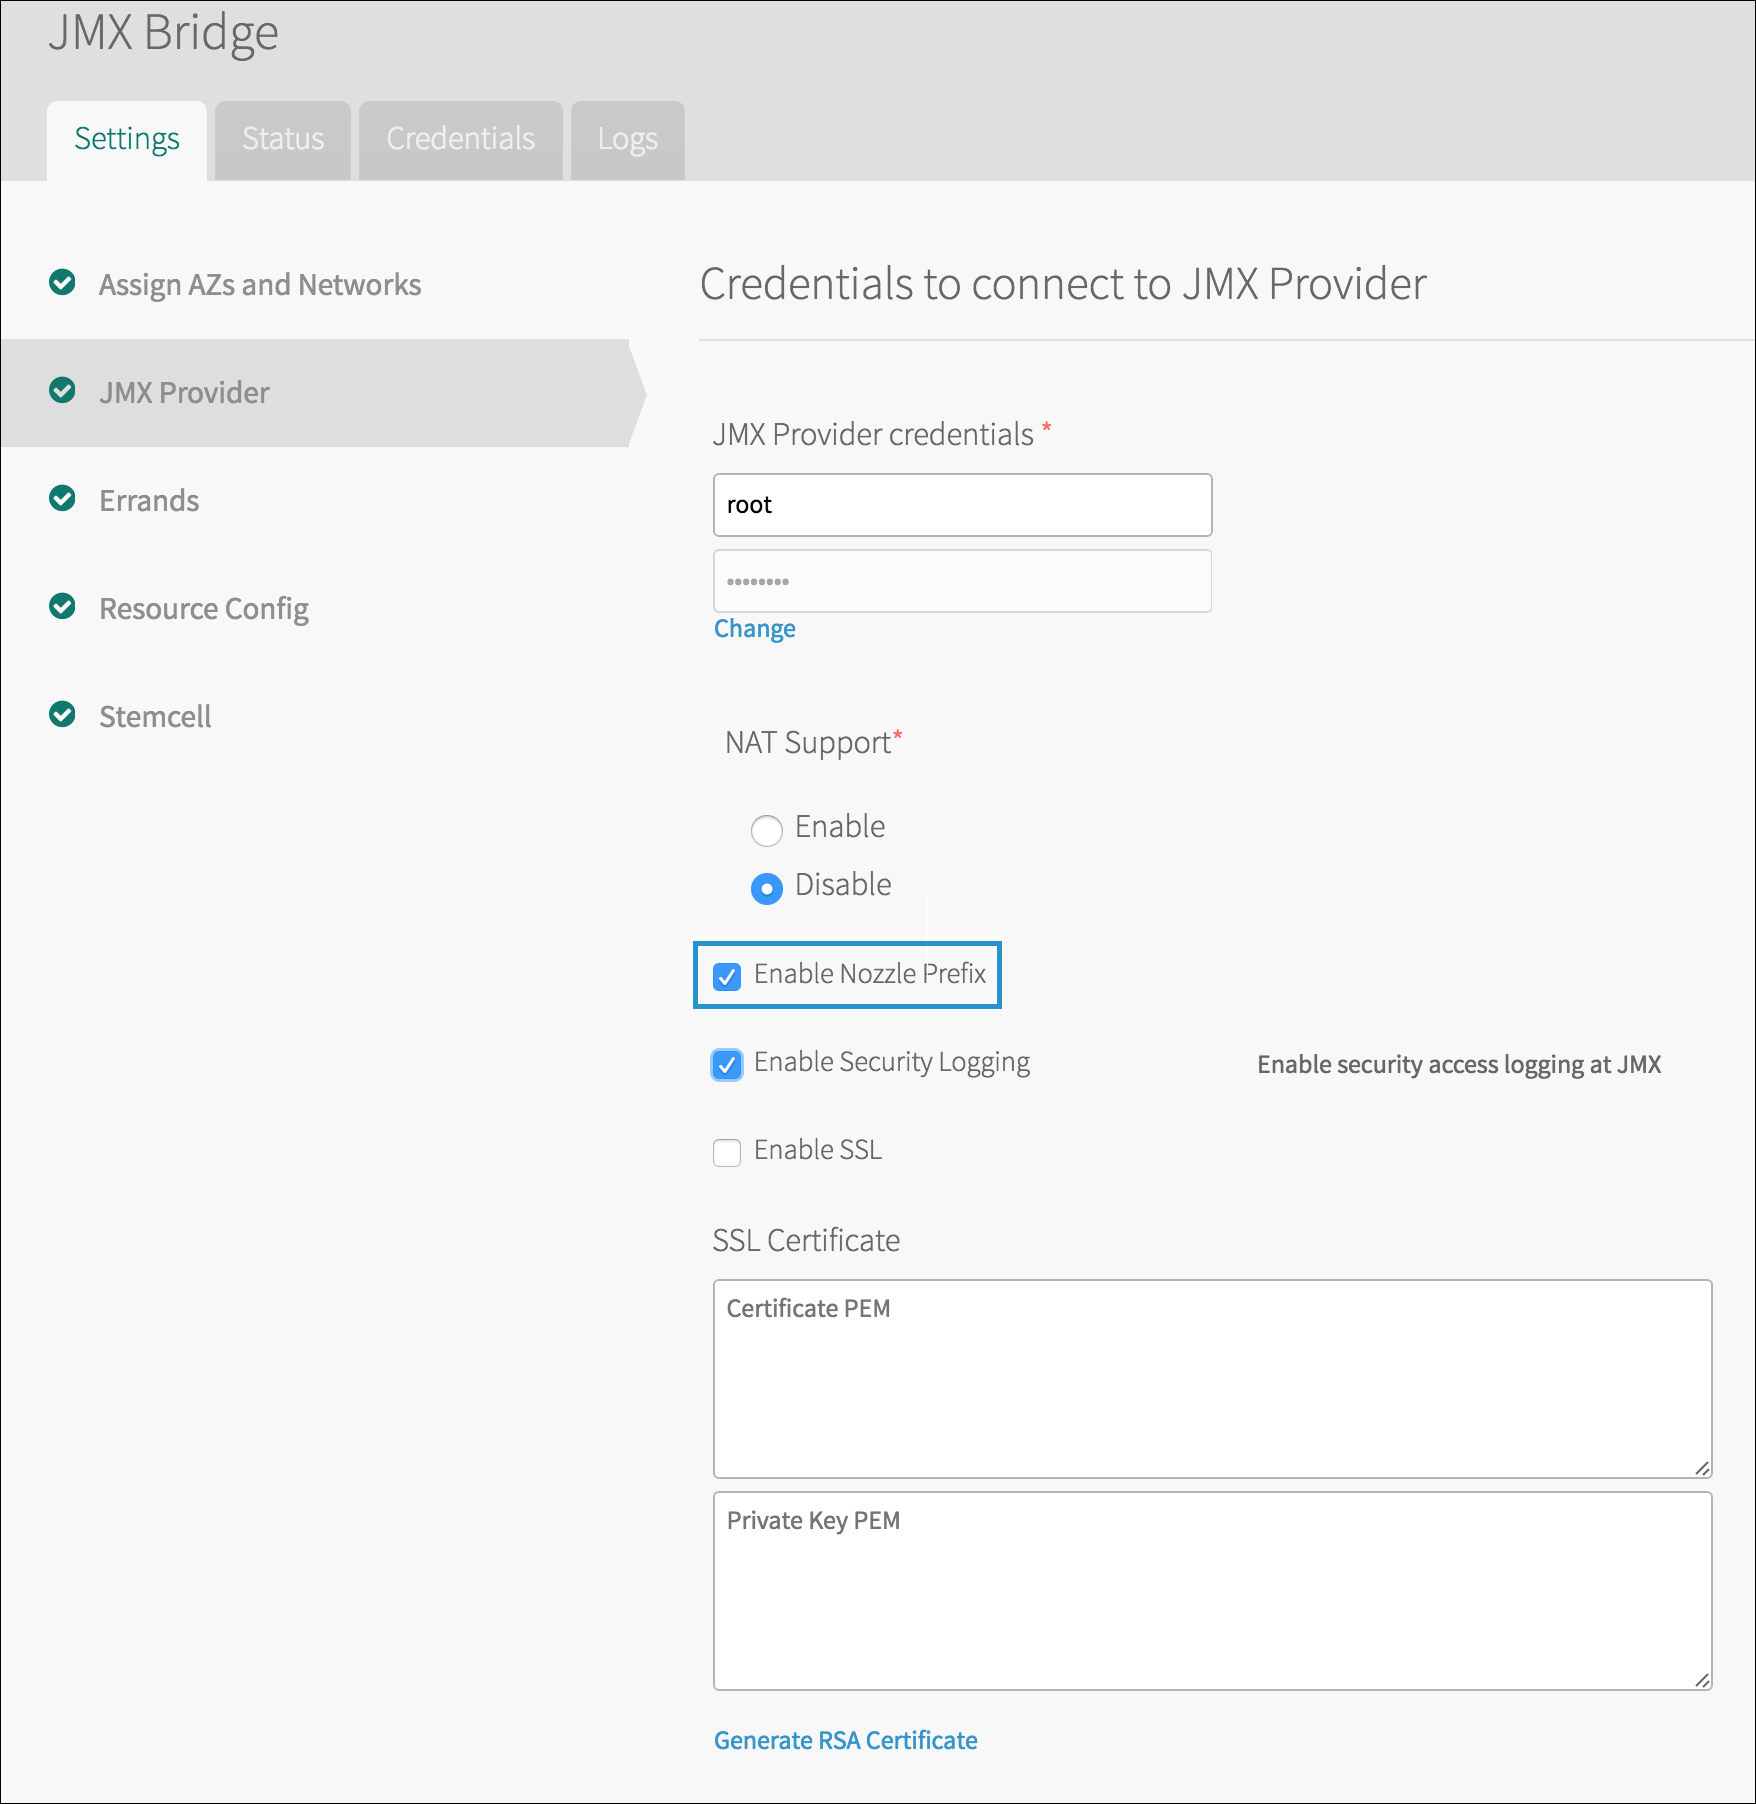 JMX Bridge
Settings
Status
Credentials
Logs
Assign AZs and Networks
JMX Provider
Errands
Resource Config
Stemcell
Credentials to connect to JMX Provider
JMX Provider credentials *
root
••••••••
Change
NAT Support*
Enable
Disable
Enable Nozzle Prefix
Enable Security Logging
Enable security access logging at JMX
Enable SSL
SSL Certificate
Certificate PEM
Private Key PEM
Generate RSA Certificate